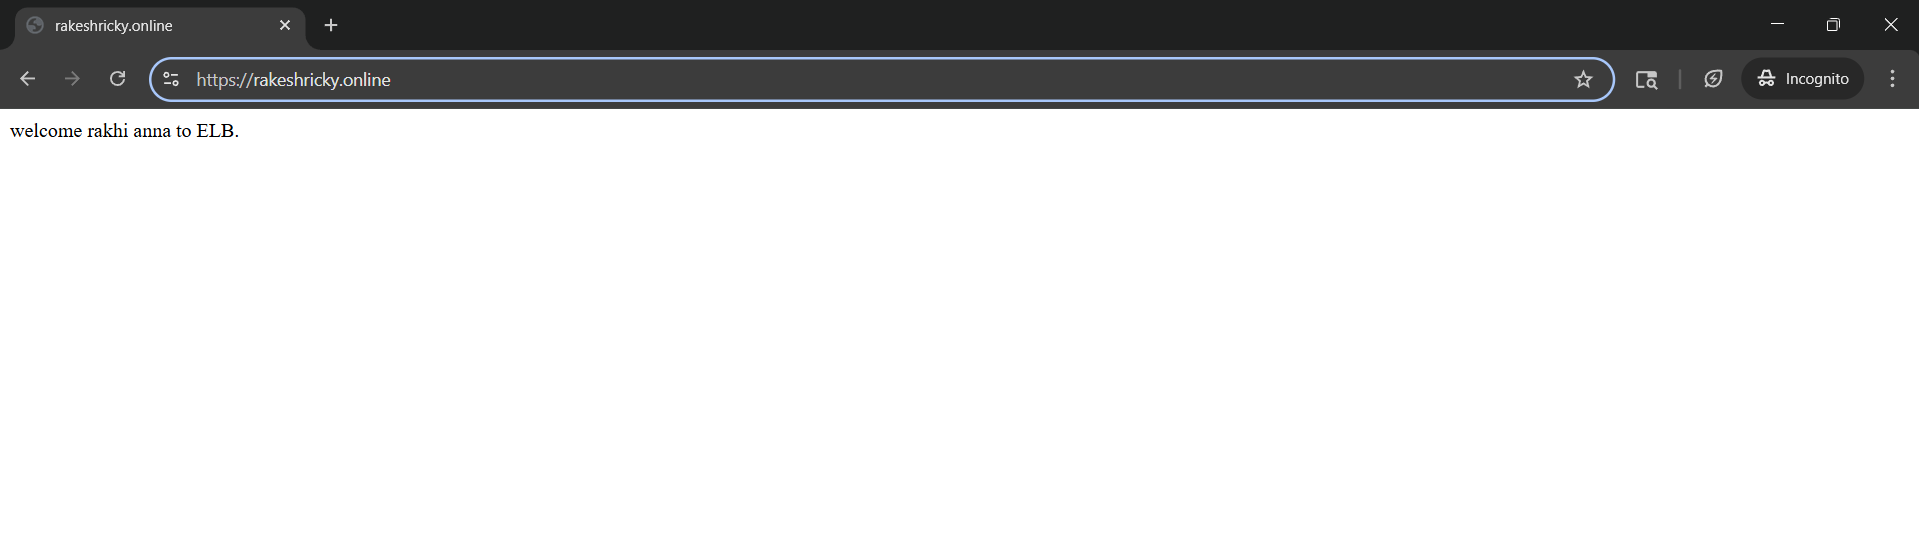 rakeshricky.online
https://rakeshricky.online
Incognito
welcome rakhi anna to ELB.